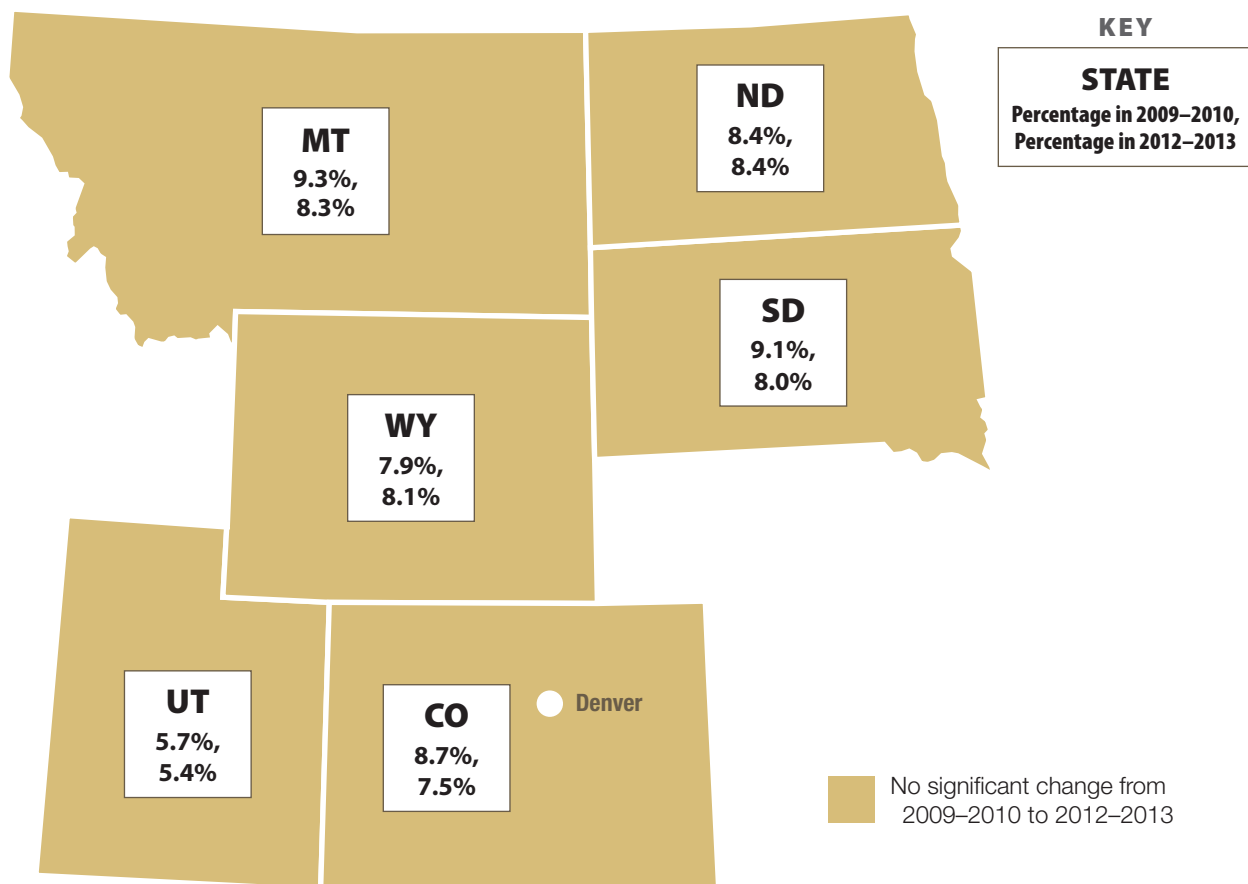 KEY
STATE
Percentage in 2009–2010,
Percentage in 2012–2013
MT
9.3%,
8.3%
ND
8.4%,
8.4%
SD
9.1%,
8.0%
WY
7.9%,
8.1%
UT
5.7%,
5.4%
CO
8.7%,
7.5%
Denver
No significant change from
2009–2010 to 2012–2013